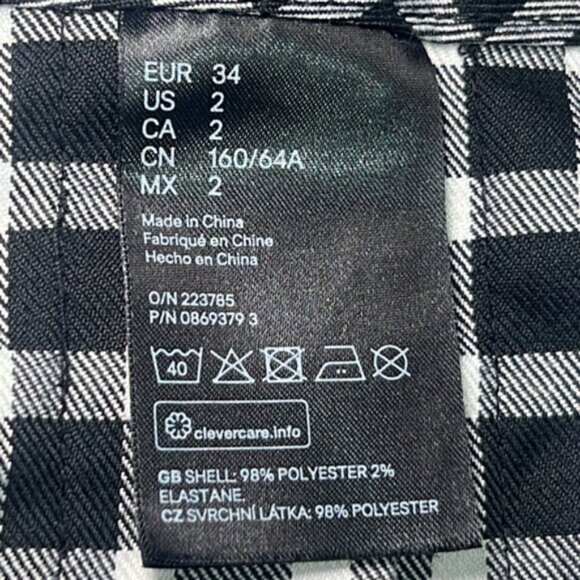 EUR 34
US 2
CA 2
CN 160/64A
MX 2
Made in China
Fabriqué en Chine
Hecho en China
O/N 223785
P/N 0869379 3
40
clevercare.info
GB SHELL: 98% POLYESTER 2%
ELASTANE.
CZ SVRCHNÍ LÁTKA: 98% POLYESTER